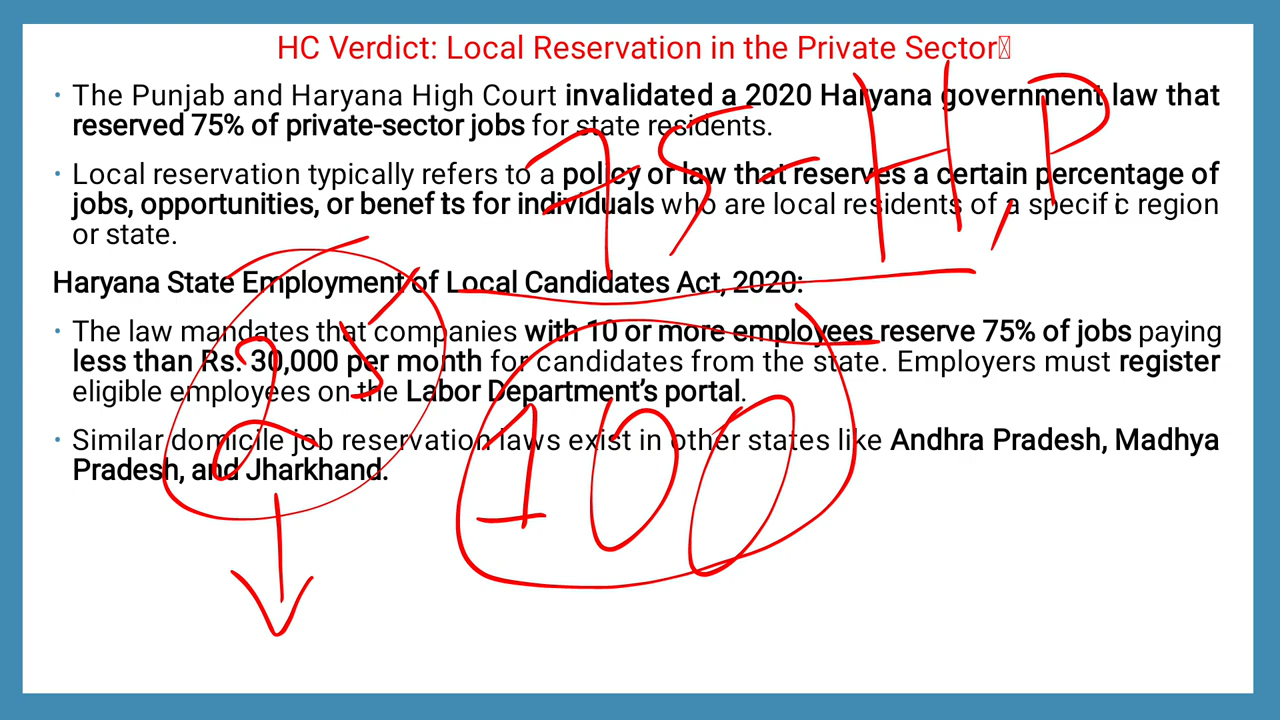 HC Verdict: Local Reservation in the Private Sector
• The Punjab and Haryana High Court invalidated a 2020 Haryana government law that
reserved 75% of private-sector jobs for state residents.
• Local reservation typically refers to a policy or law that reserves a certain percentage of
jobs, opportunities, or benefits for individuals who are local residents of a specific region
or state.
Haryana State Employment of Local Candidates Act, 2020:
• The law mandates that companies with 10 or more employees reserve 75% of jobs paying
less than Rs. 30,000 per month for candidates from the state. Employers must register
eligible employees on the Labor Department's portal.
• Similar domicile job reservation laws exist in other states like Andhra Pradesh, Madhya
Pradesh, and Jharkhand.
75 - H, P
25
100